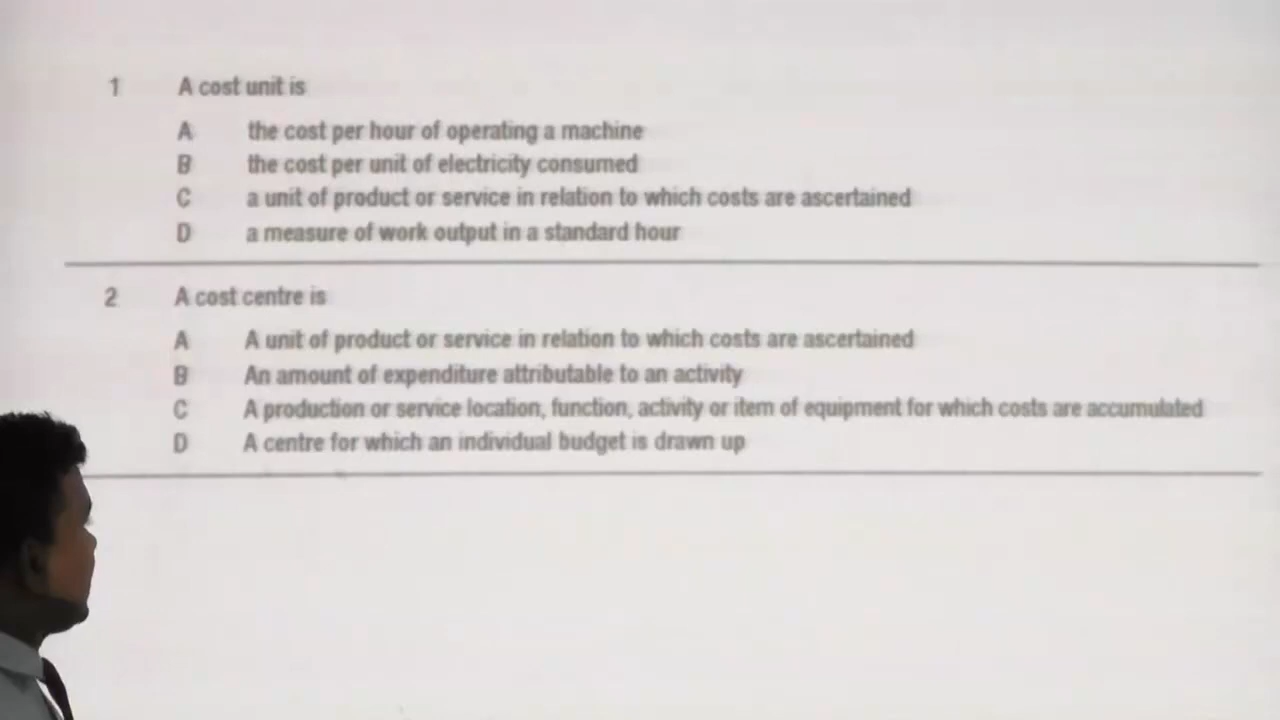 1 A cost unit is
A the cost per hour of operating a machine
B the cost per unit of electricity consumed
C a unit of product or service in relation to which costs are ascertained
D a measure of work output in a standard hour
2 A cost centre is
A A unit of product or service in relation to which costs are ascertained
B An amount of expenditure attributable to an activity
C A production or service location, function, activity or item of equipment for which costs are accumulated
D A centre for which an individual budget is drawn up